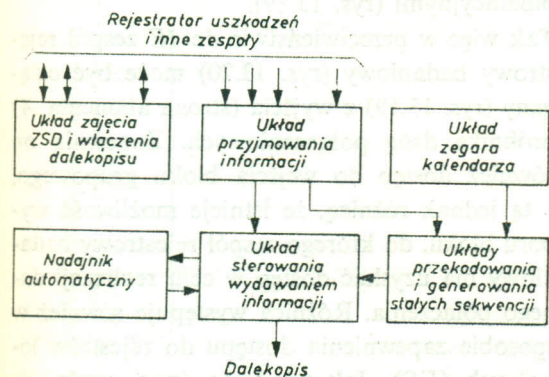 Rejestrator uszkodzeń
i inne zespoły
Układ zajęcia
ZSD i włączenia
dalekopisu
Układ
przyjmowania
informacji
Układ
zegara
kalendarza
Nadajnik
automatyczny
Układ
sterowania
wydawaniem
informacji
Układy
przekodowania
i generowania
stałych sekwencji
Dalekopis